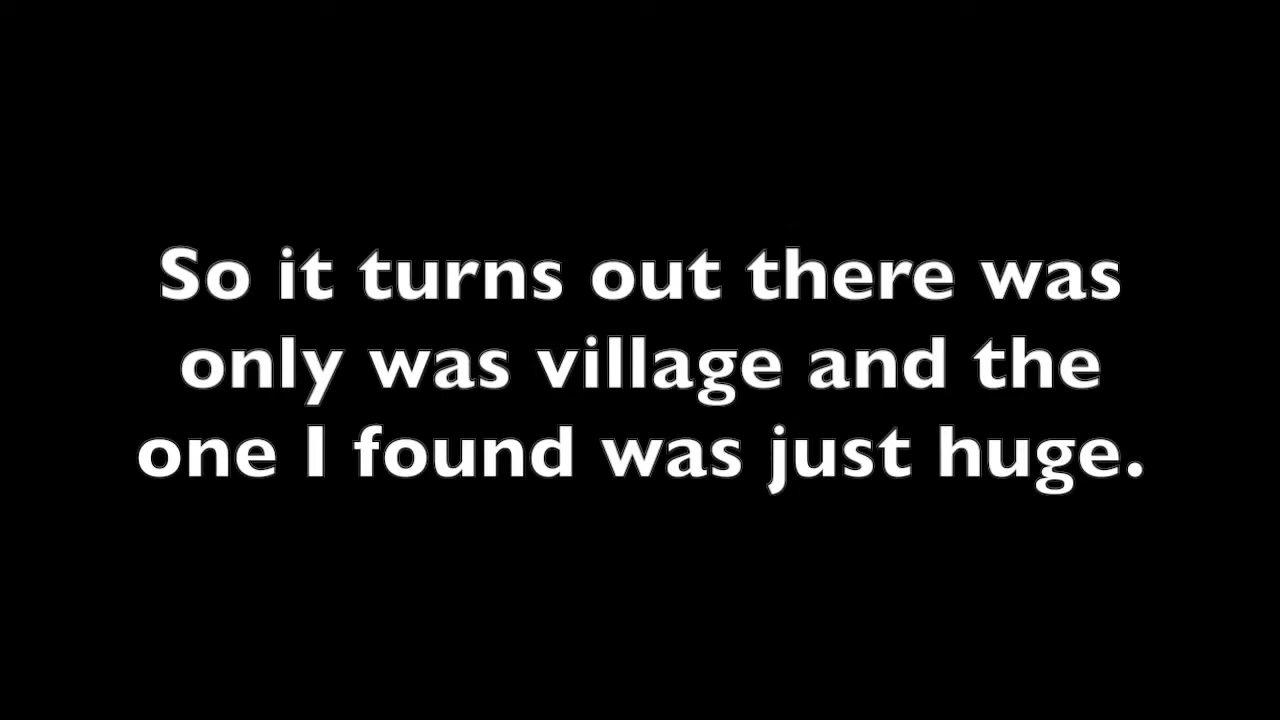 So it turns out there was
only was village and the
one I found was just huge.